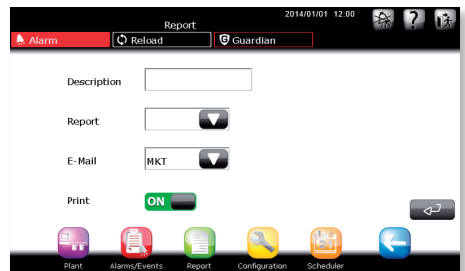 2014/01/01 12:00
Report
Alarm Reload Guardian
?
Description
Report
E-Mail MKT
Print ON
Plant Alarms/Events Report Configuration Scheduler